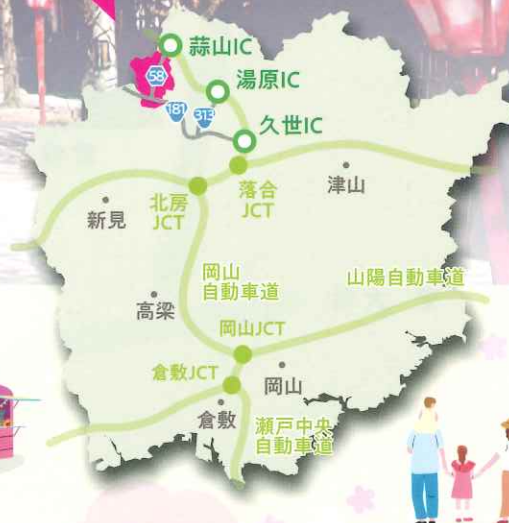 蒜山IC
58
湯原IC
181
313
久世IC
落合
JCT
津山
北房
JCT
新見
岡山
自動車道
山陽自動車道
高梁
岡山JCT
倉敷JCT
岡山
倉敷
瀬戸中央
自動車道